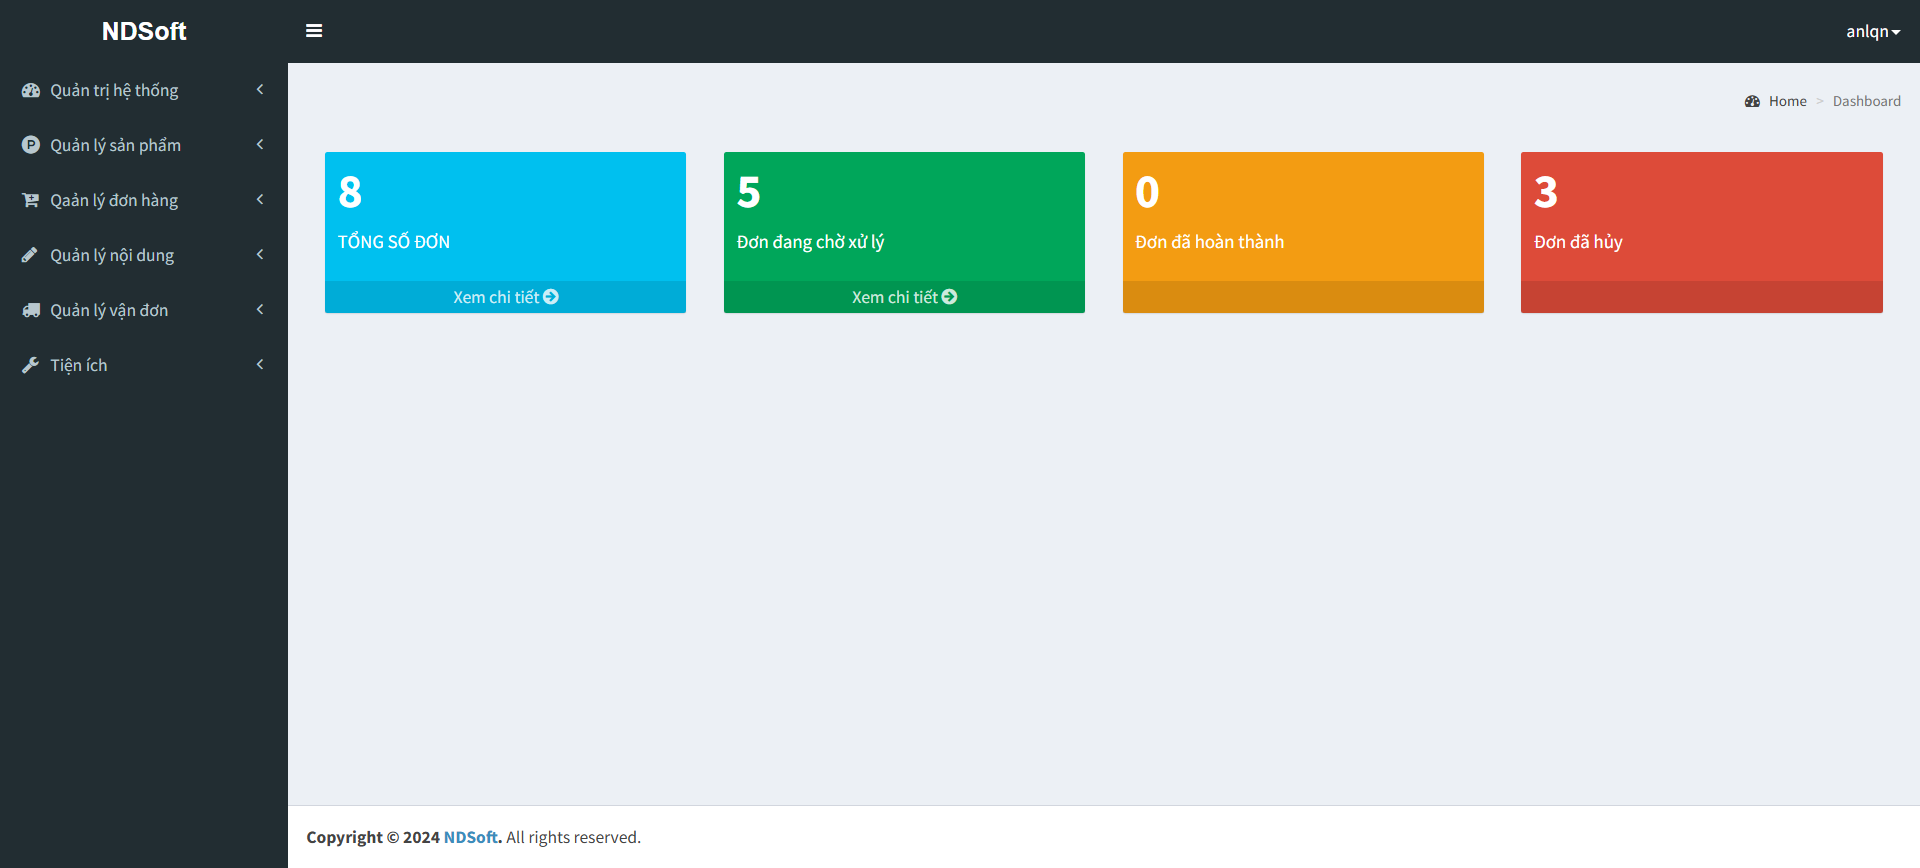 NDSoft
anlqn
Quản trị hệ thống
Quản lý sản phẩm
Qaản lý đơn hàng
Quản lý nội dung
Quản lý vận đơn
Tiện ích
Home > Dashboard
8
TỔNG SỐ ĐƠN
Xem chi tiết
5
Đơn đang chờ xử lý
Xem chi tiết
0
Đơn đã hoàn thành
3
Đơn đã hủy
Copyright © 2024 NDSoft. All rights reserved.